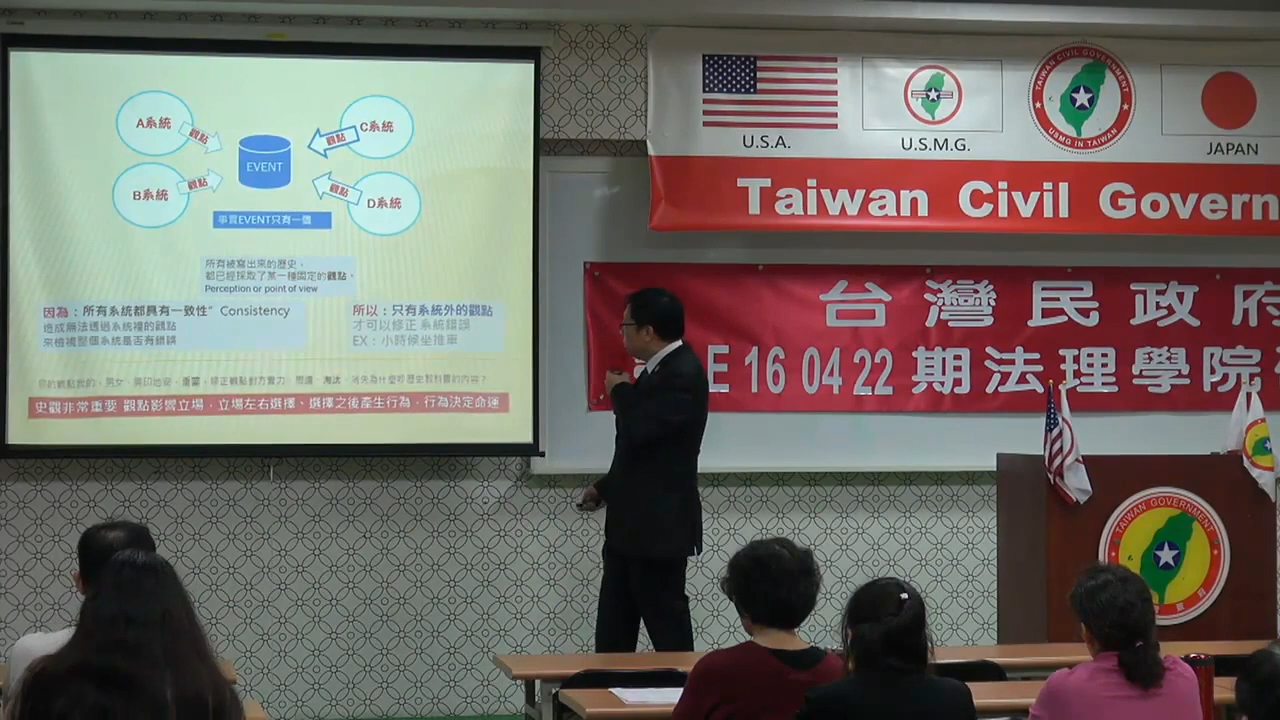 A系統
觀點
C系統
觀點
EVENT
B系統
觀點
觀點
D系統
事實EVENT只有一個
所有被寫出來的歷史,
都已經採取了某一種固定的觀點。
Perception or point of view
因為:所有系統都具有一致性" Consistency
造成無法透過系統裡的觀點
來檢視整個系統是否有錯誤
所以:只有系統外的觀點
才可以修正 系統錯誤
EX:小時候坐推車
史觀非常重要 觀點影響立場,立場左右選擇、選擇之後產生行為,行為決定命運
U.S.A.
U.S.M.G.
TAIWAN CIVIL GOVERNMENT
USMG IN TAIWAN
JAPAN
Taiwan Civil Govern
台灣民政府
E 16 04 22 期法理學院
TAIWAN GOVERNMENT